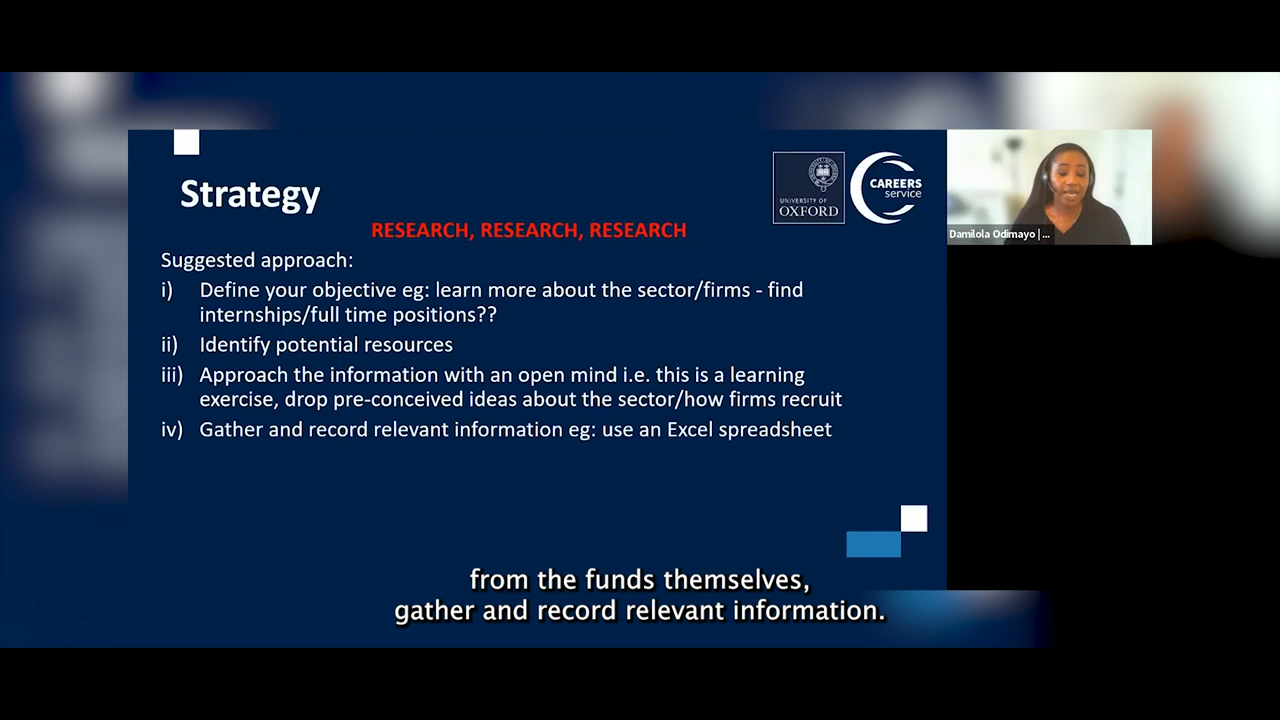 Strategy
UNIVERSITY OF
OXFORD
CAREERS
service
RESEARCH, RESEARCH, RESEARCH
Suggested approach:
i) Define your objective eg: learn more about the sector/firms - find
internships/full time positions??
ii) Identify potential resources
iii) Approach the information with an open mind i.e. this is a learning
exercise, drop pre-conceived ideas about the sector/how firms recruit
iv) Gather and record relevant information eg: use an Excel spreadsheet
Damilola Odimayo | ...
from the funds themselves,
gather and record relevant information.